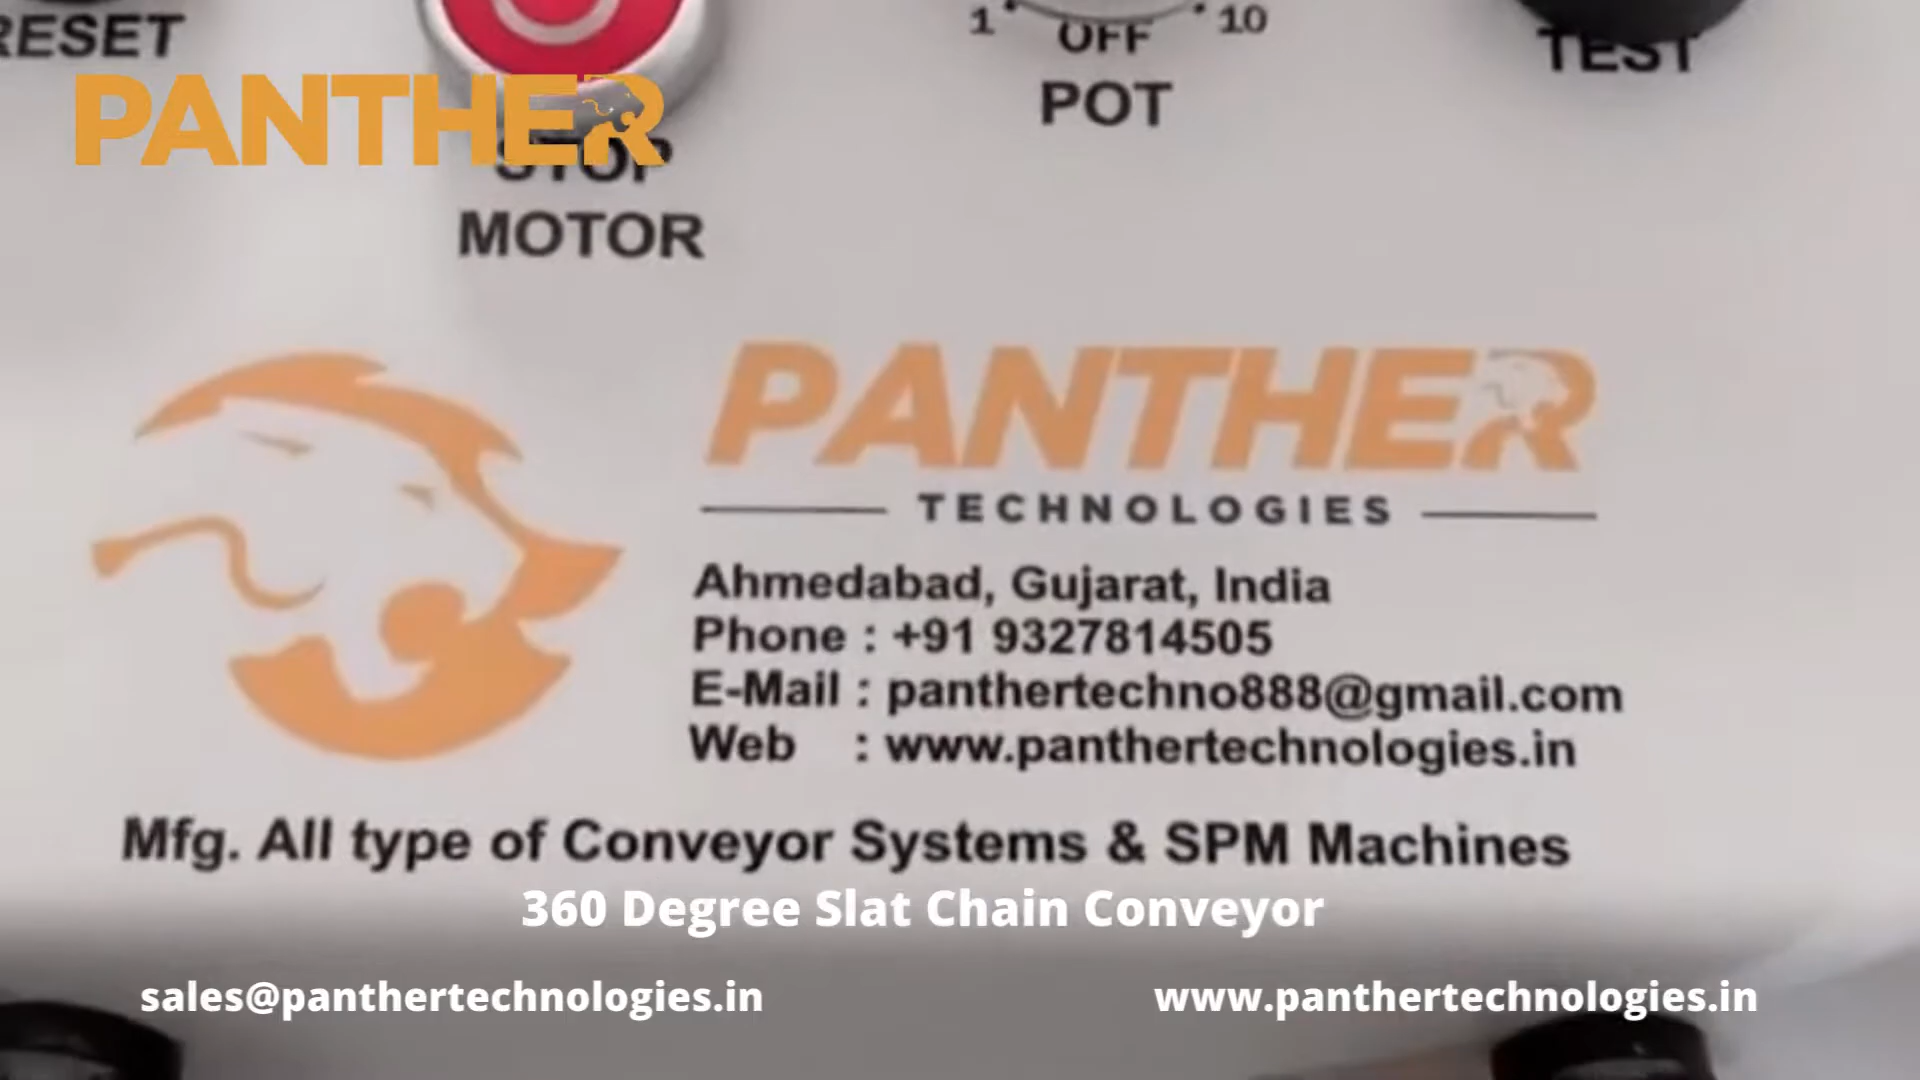 RESET
1 OFF 10
POT
TEST
PANTHER
STOP
MOTOR
PANTHER
TECHNOLOGIES
Ahmedabad, Gujarat, India
Phone : +91 9327814505
E-Mail : panthertechno888@gmail.com
Web : www.panthertechnologies.in
Mfg. All type of Conveyor Systems & SPM Machines
360 Degree Slat Chain Conveyor
sales@panthertechnologies.in
www.panthertechnologies.in